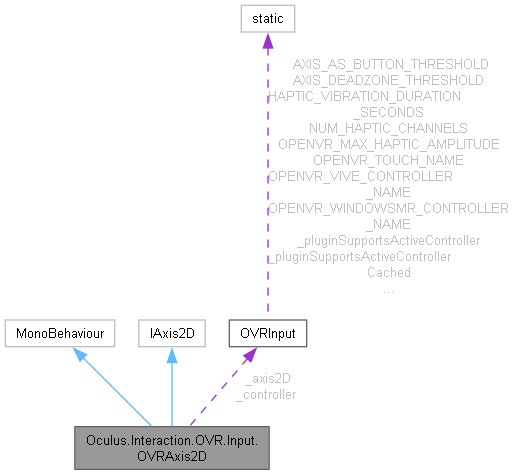 static
AXIS_AS_BUTTON_THRESHOLD
AXIS_DEADZONE_THRESHOLD
HAPTIC_VIBRATION_DURATION
_SECONDS
NUM_HAPTIC_CHANNELS
OPENVR_MAX_HAPTIC_AMPLITUDE
OPENVR_TOUCH_NAME
OPENVR_VIVE_CONTROLLER
_NAME
OPENVR_WINDOWSMR_CONTROLLER
_NAME
_pluginSupportsActiveController
_pluginSupportsActiveController
Cached
...
MonoBehaviour
IAxis2D
OVRInput
_axis2D
_controller
Oculus.Interaction.OVR.Input.
OVRAxis2D